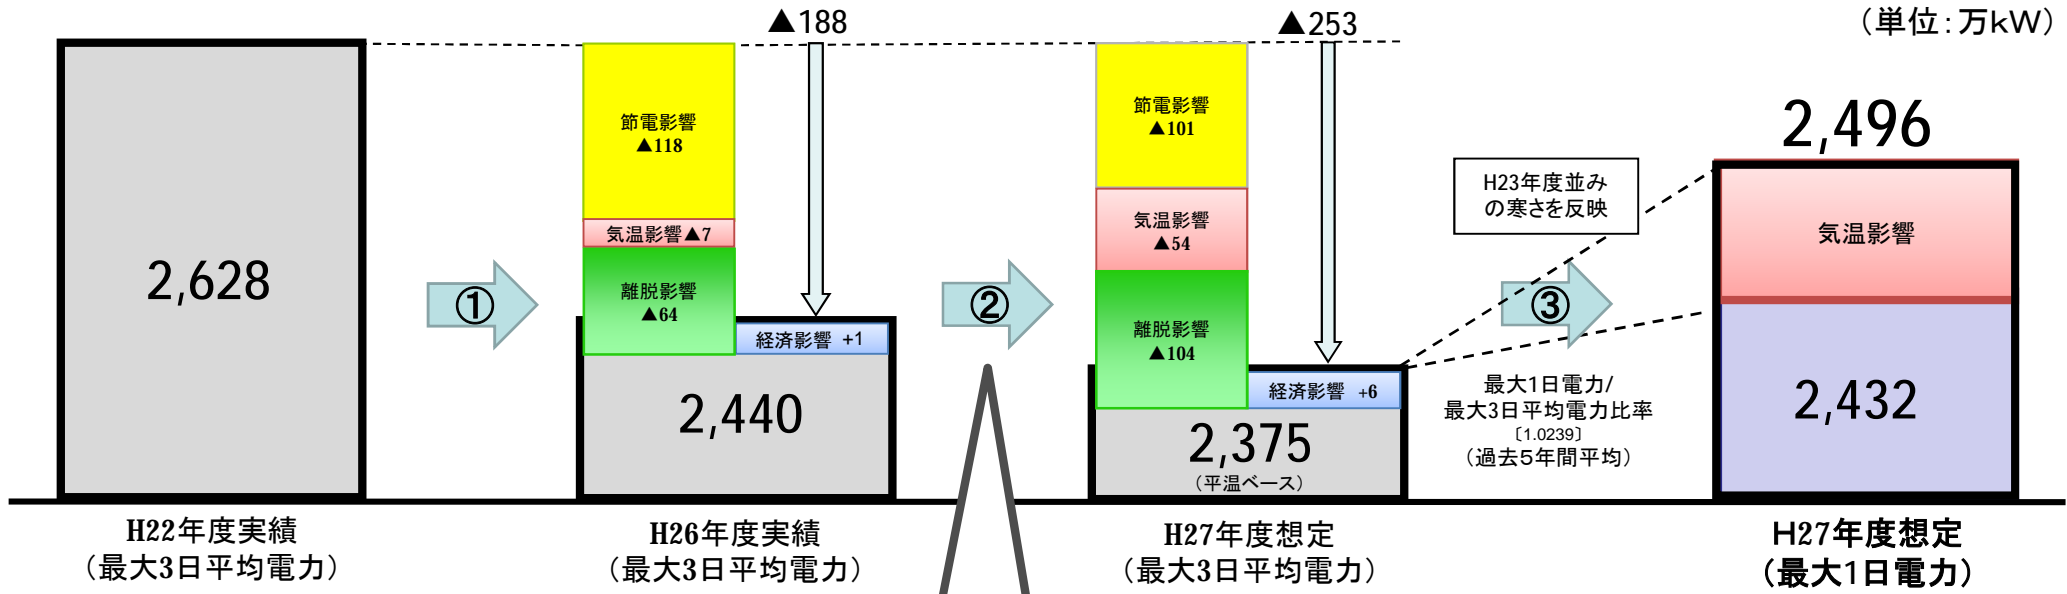 （単位：万kW）
2,628
H22年度実績
（最大3日平均電力）
①
▲188
節電影響
▲118
気温影響▲7
離脱影響
▲64
経済影響 +1
2,440
H26年度実績
（最大3日平均電力）
②
▲253
節電影響
▲101
気温影響
▲54
離脱影響
▲104
経済影響 +6
2,375
（平温ベース）
H27年度想定
（最大3日平均電力）
H23年度並み
の寒さを反映
③
最大1日電力/
最大3日平均電力比率
〔1.0239〕
（過去5年間平均）
2,496
気温影響
2,432
H27年度想定
（最大1日電力）